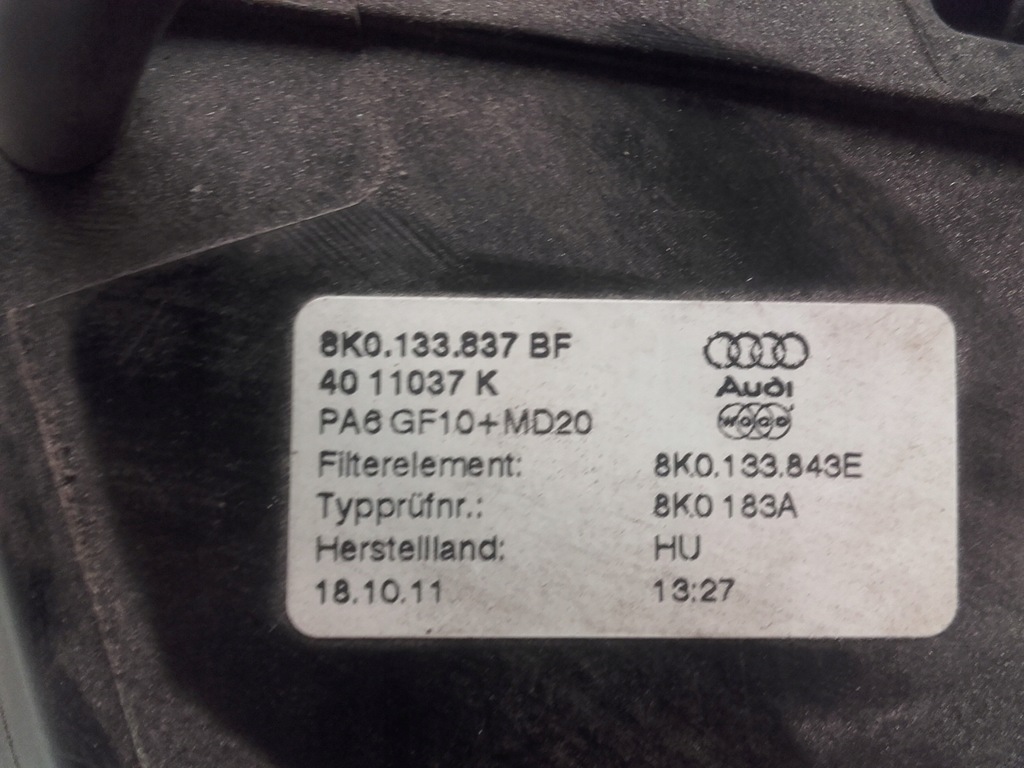 8K0.133.837 BF
40 11037 K
Audi
PA6 GF10+MD20
WOCO
Filterelement: 8K0.133.843E
Typprüfnr.: 8K0 183A
Herstellland: HU
18.10.11 13:27